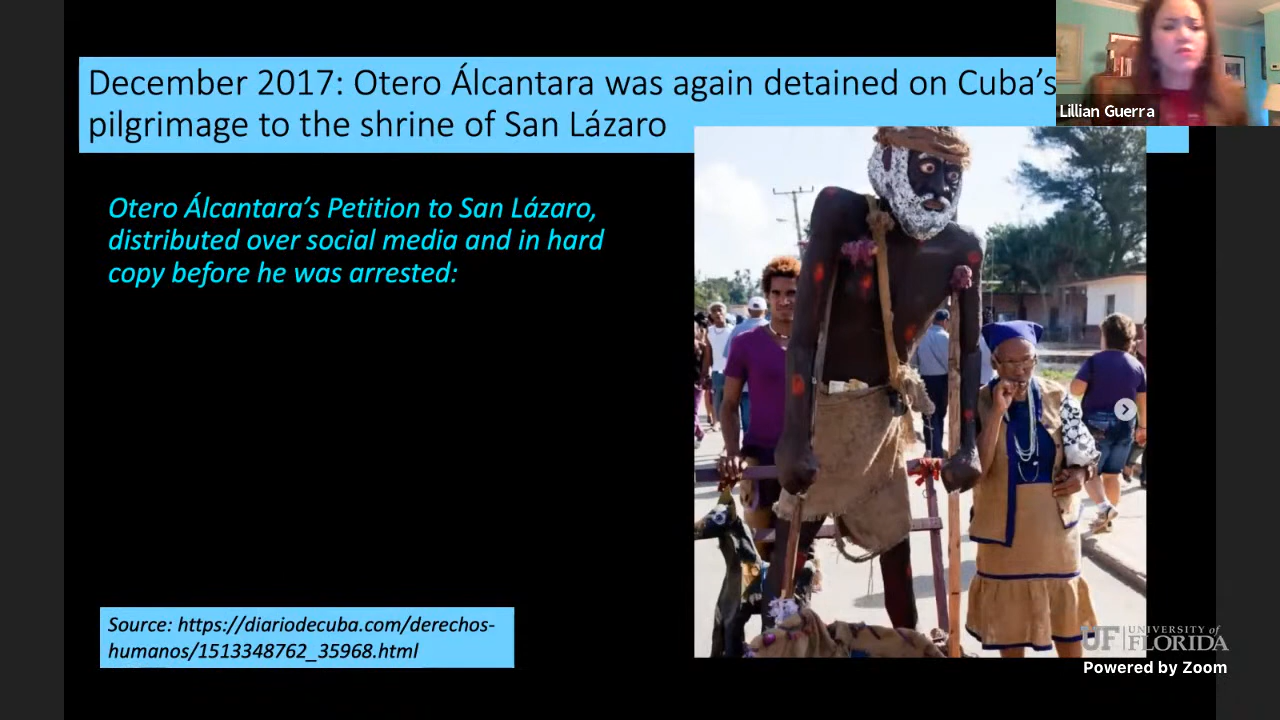 December 2017: Otero Álcantara was again detained on Cuba’s
pilgrimage to the shrine of San Lázaro
Lillian Guerra
Otero Álcantara’s Petition to San Lázaro,
distributed over social media and in hard
copy before he was arrested:
Source: https://diariodecuba.com/derechos-
humanos/1513348762_35968.html
UF UNIVERSITY of
FLORIDA
Powered by Zoom